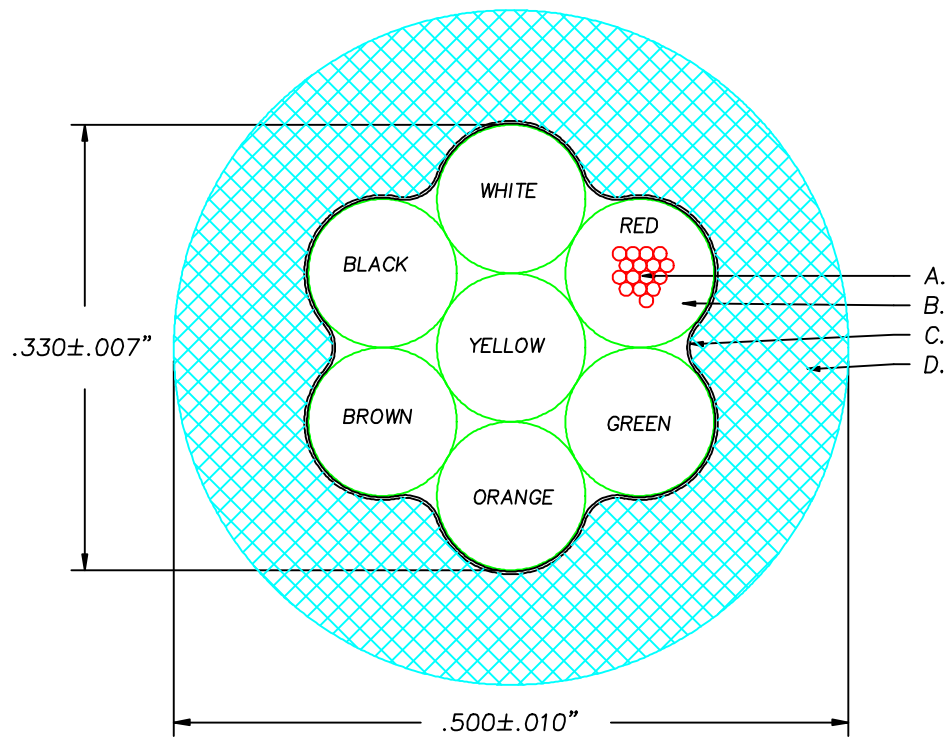 WHITE
RED
BLACK
A.
B.
.330±.007”
YELLOW
C.
D.
BROWN
GREEN
ORANGE
.500±.010”